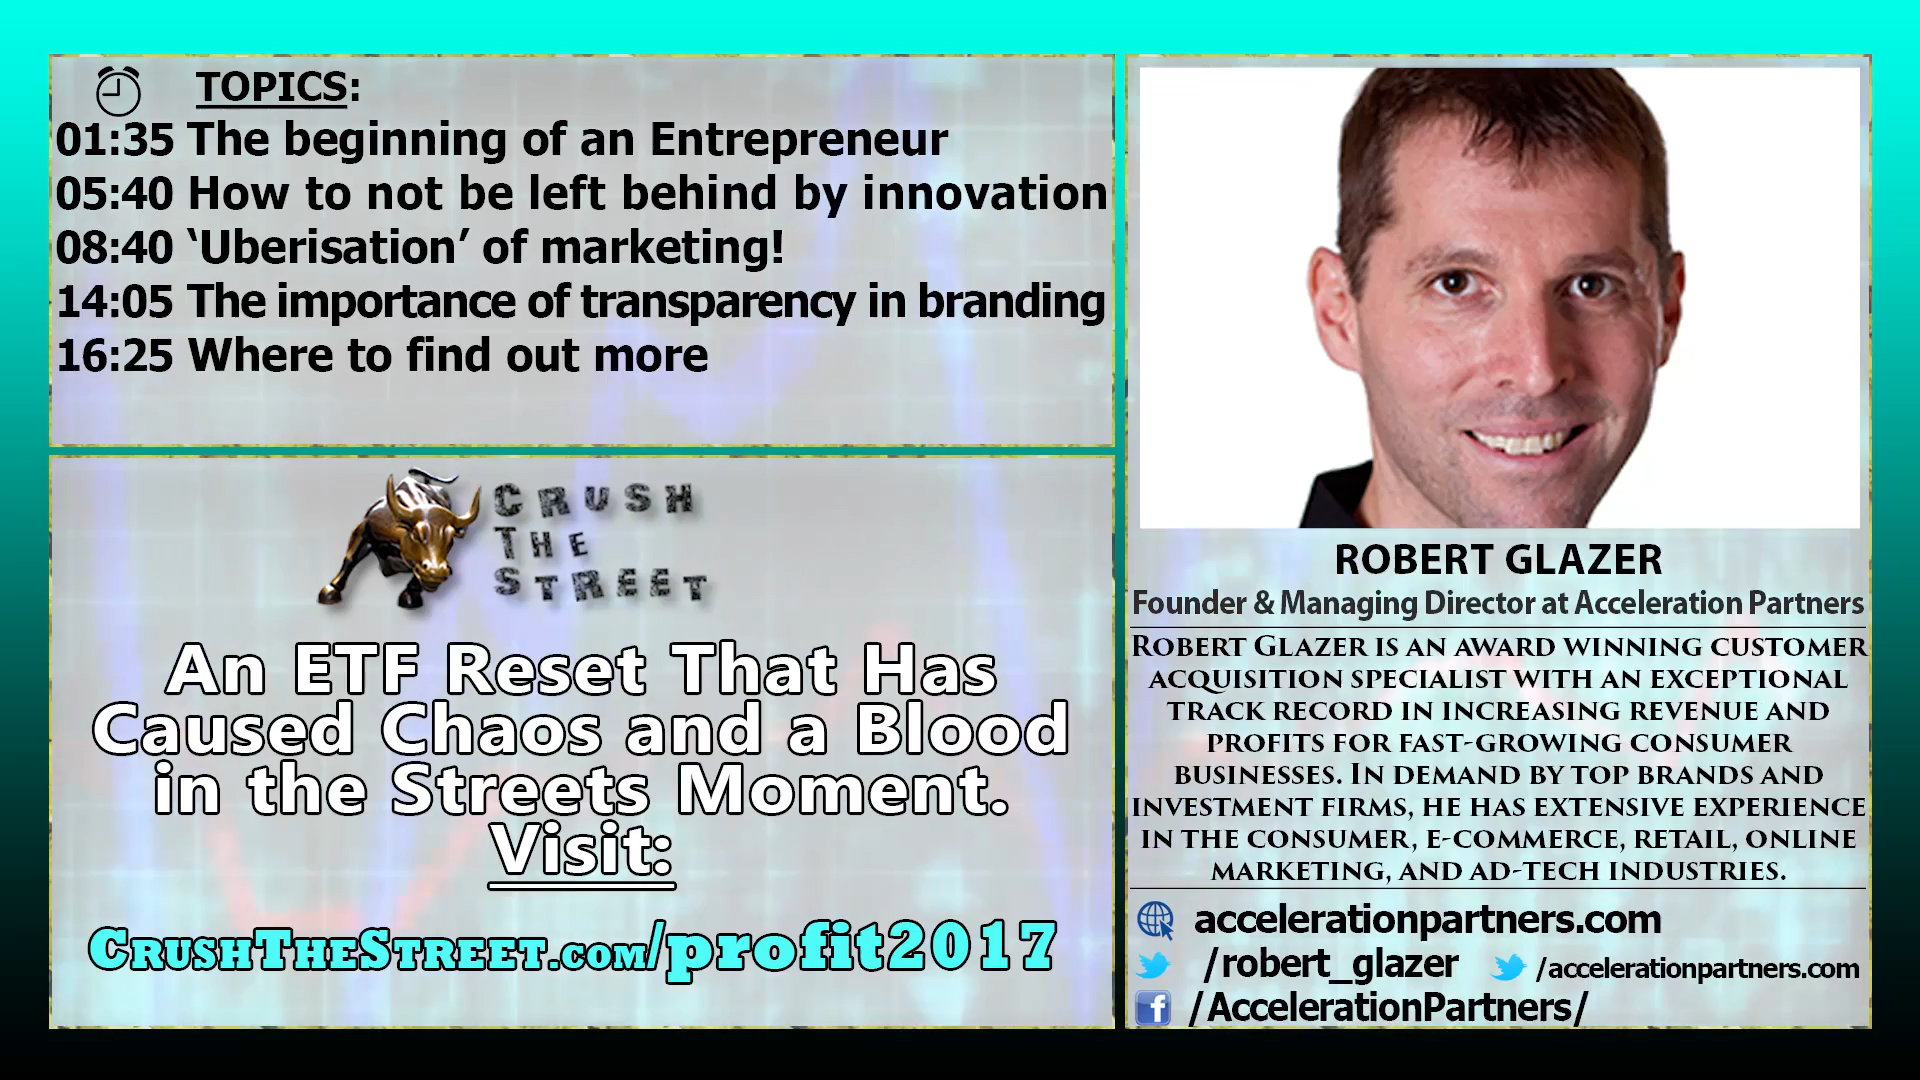 TOPICS:
01:35 The beginning of an Entrepreneur
05:40 How to not be left behind by innovation
08:40 ‘Uberisation’ of marketing!
14:05 The importance of transparency in branding
16:25 Where to find out more
CRUSH
THE
STREET
An ETF Reset That Has
Caused Chaos and a Blood
in the Streets Moment.
Visit:
CRUSHTHESTREET.COM/profit2017
ROBERT GLAZER
Founder & Managing Director at Acceleration Partners
ROBERT GLAZER IS AN AWARD WINNING CUSTOMER
ACQUISITION SPECIALIST WITH AN EXCEPTIONAL
TRACK RECORD IN INCREASING REVENUE AND
PROFITS FOR FAST-GROWING CONSUMER
BUSINESSES. IN DEMAND BY TOP BRANDS AND
INVESTMENT FIRMS, HE HAS EXTENSIVE EXPERIENCE
IN THE CONSUMER, E-COMMERCE, RETAIL, ONLINE
MARKETING, AND AD-TECH INDUSTRIES.
accelerationpartners.com
/robert_glazer /accelerationpartners.com
f /AccelerationPartners/